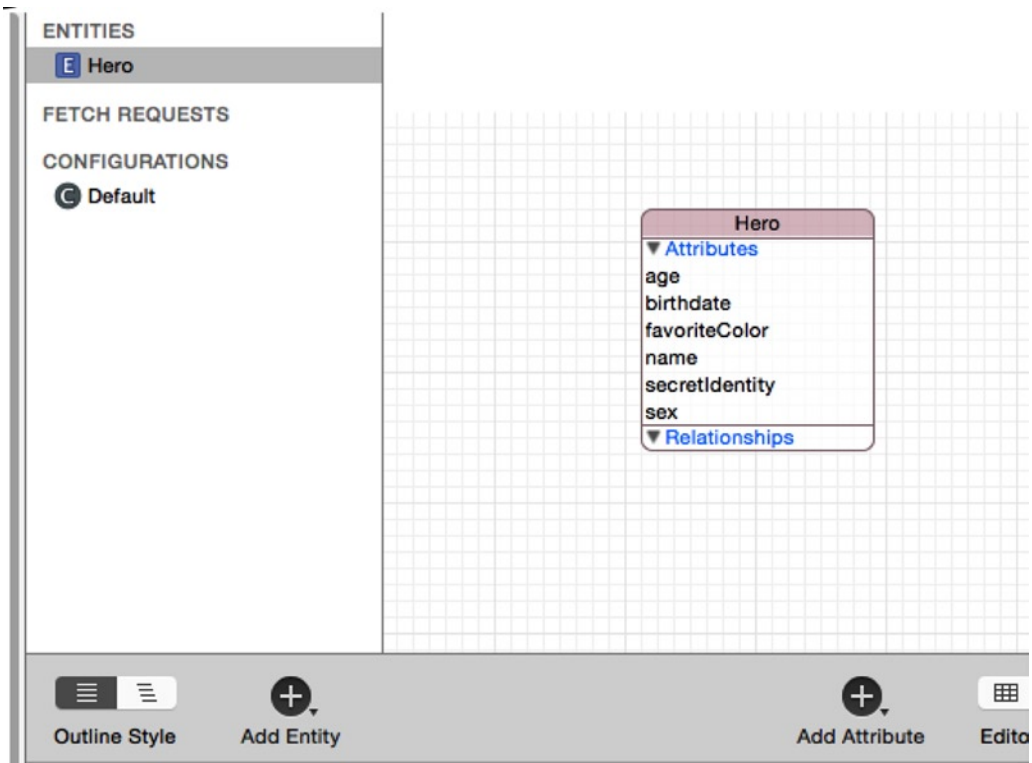 ENTITIES
E Hero
FETCH REQUESTS
CONFIGURATIONS
C Default
Hero
Attributes
age
birthdate
favoriteColor
name
secretIdentity
sex
Relationships
Outline Style
Add Entity
Add Attribute
Edito